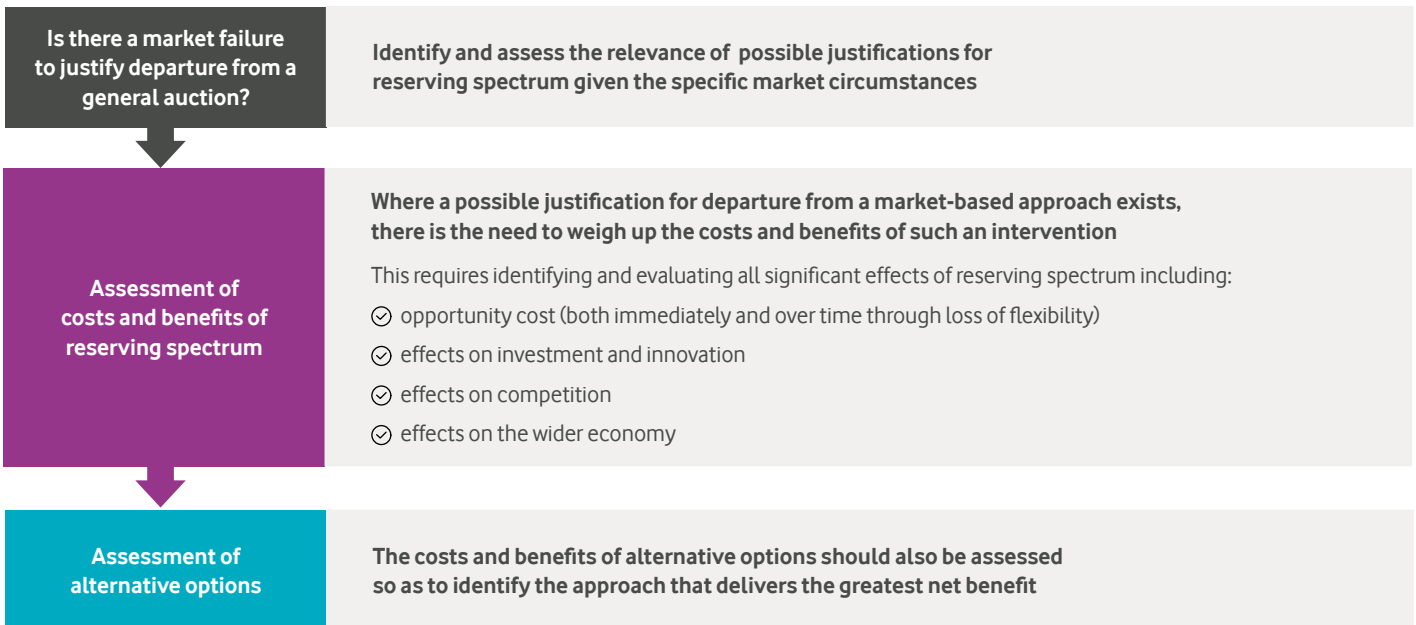 Is there a market failure
to justify departure from a
general auction?
Identify and assess the relevance of possible justifications for
reserving spectrum given the specific market circumstances
Assessment of
costs and benefits of
reserving spectrum
Where a possible justification for departure from a market-based approach exists,
there is the need to weigh up the costs and benefits of such an intervention
This requires identifying and evaluating all significant effects of reserving spectrum including:
opportunity cost (both immediately and over time through loss of flexibility)
effects on investment and innovation
effects on competition
effects on the wider economy
Assessment of
alternative options
The costs and benefits of alternative options should also be assessed
so as to identify the approach that delivers the greatest net benefit